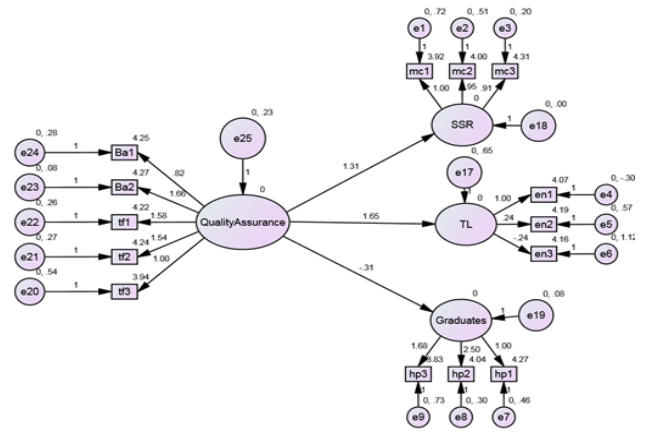 0, .72
0, .51
0, .20
e1
e2
e3
1
1
1
3.92
4.00
4.31
mc1
mc2
mc3
1.00
.95
.91
0
0, .00
SSR
1
e18
0, .23
e25
1
0
0, .28
e24
1
Ba1
4.25
.82
0, .08
e23
1
Ba2
4.27
1.66
0, .26
e22
1
tf1
4.22
1.58
0, .27
e21
1
tf2
4.24
1.54
0, .54
e20
1
tf3
3.94
1.00
QualityAssurance
1.31
1.65
-.31
0, .65
e17
1
0
TL
1.00
.24
-.24
4.07
en1
1
e4
0, -.30
4.19
en2
1
e5
0, .57
4.16
en3
1
e6
0, 1.12
0
Graduates
1
e19
0, .08
1.68
2.50
1.00
3.83
4.04
4.27
hp3
hp2
hp1
1
1
1
0, .73
0, .30
0, .46
e9
e8
e7